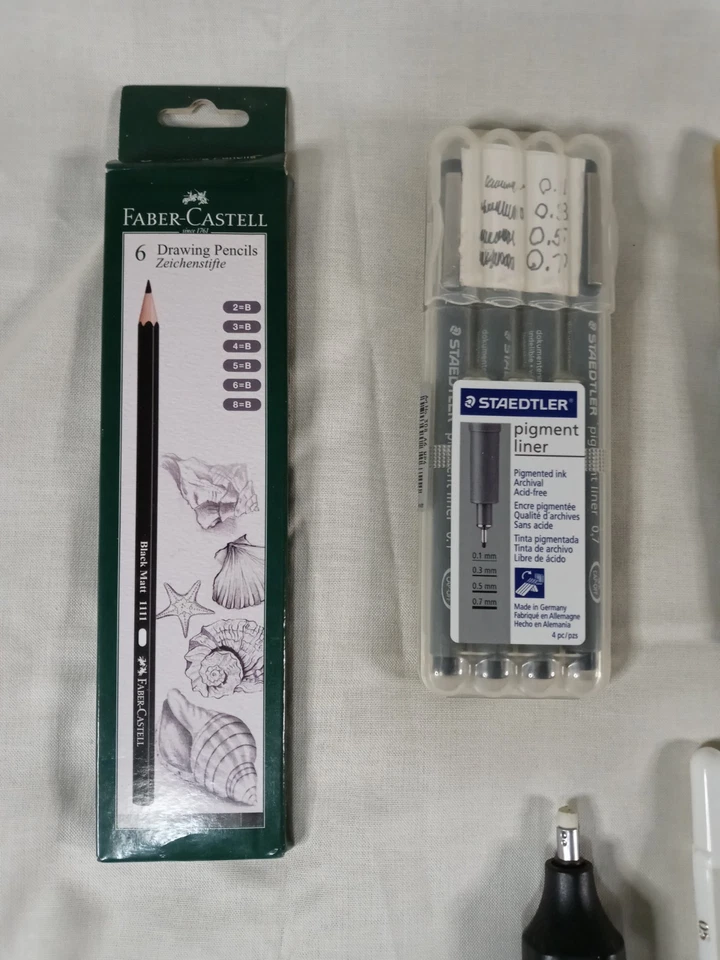 FABER-CASTELL
since 1761
6 Drawing Pencils
Zeichenstifte
2=B
3=B
4=B
5=B
6=B
8=B
Black Matt 1111
FABER-CASTELL
0.1
0.3
0.5
0.7
STAEDTLER
STAEDTLER
pigment liner 0,7
STAEDTLER
pigment
liner
Pigmented ink
Archival
Acid-free
Encre pigmentée
Qualité d'archives
Sans acide
Tinta pigmentada
Tinta de archivo
Libre de ácido
0.1 mm
0.3 mm
0.5 mm
0.7 mm
Made in Germany
Fabriqué en Allemagne
Hecho en Alemania
4 pc/pzs